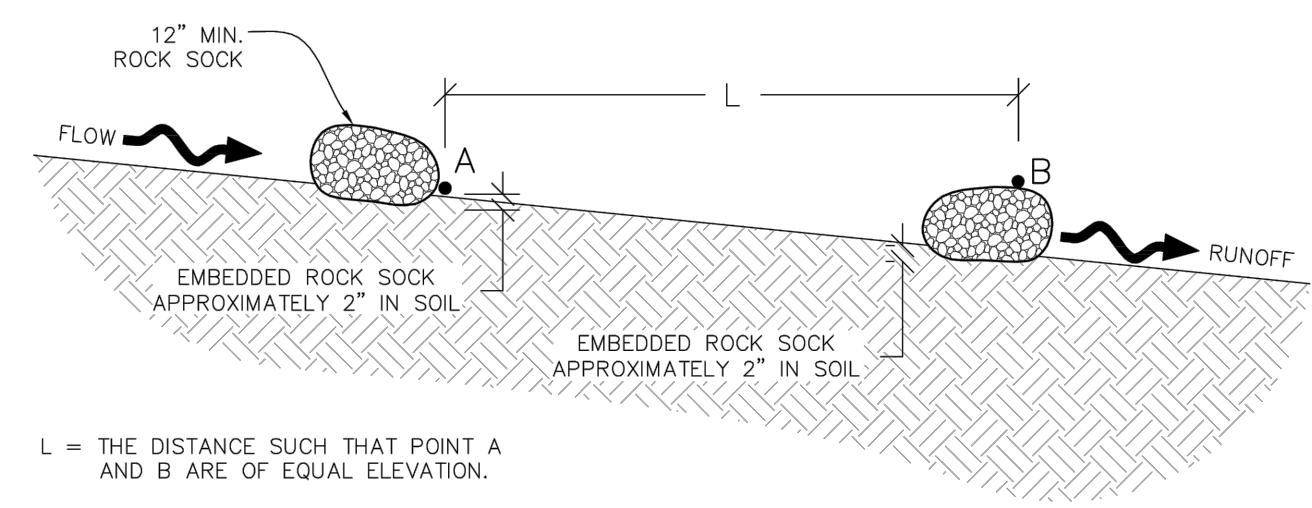 12” MIN.
ROCK SOCK
FLOW
A
L
B
RUNOFF
EMBEDDED ROCK SOCK
APPROXIMATELY 2” IN SOIL
EMBEDDED ROCK SOCK
APPROXIMATELY 2” IN SOIL
L = THE DISTANCE SUCH THAT POINT A
AND B ARE OF EQUAL ELEVATION.